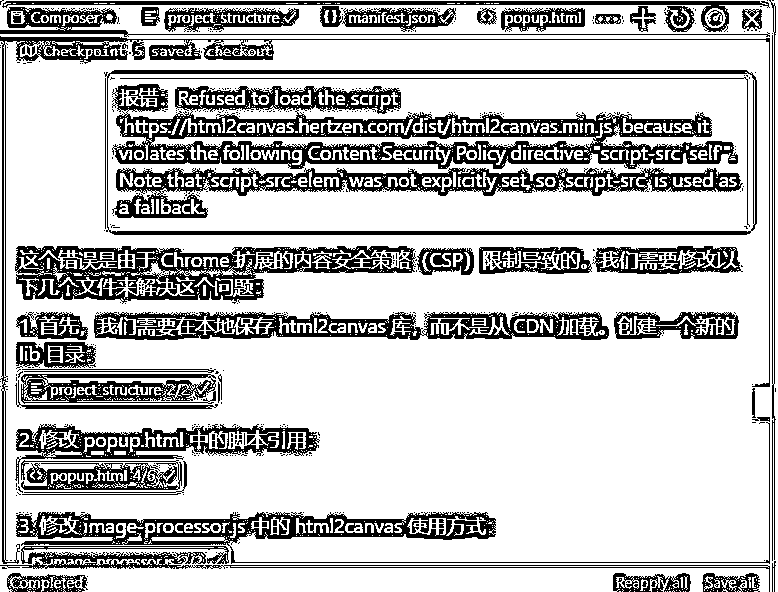 Composer project_structure manifest.json popup.html
Checkpoint 5 saved. checkout
报错： Refused to load the script
'https://html2canvas.hertzen.com/dist/html2canvas.min.js' because it
violates the following Content Security Policy directive: "script-src 'self'".
Note that 'script-src-elem' was not explicitly set, so 'script-src' is used as
a fallback.
这个错误是由于 Chrome 扩展的内容安全策略（CSP）限制导致的。我们需要修改以
下几个文件来解决这个问题：
1. 首先，我们需要在本地保存 html2canvas 库，而不是从 CDN 加载。创建一个新的
lib 目录：
project_structure 2/2
2. 修改 popup.html 中的脚本引用：
popup.html 4/6
3. 修改 image-processor.js 中的 html2canvas 使用方式：
JS image-processor.js 2/2
Completed Reapply all Save all